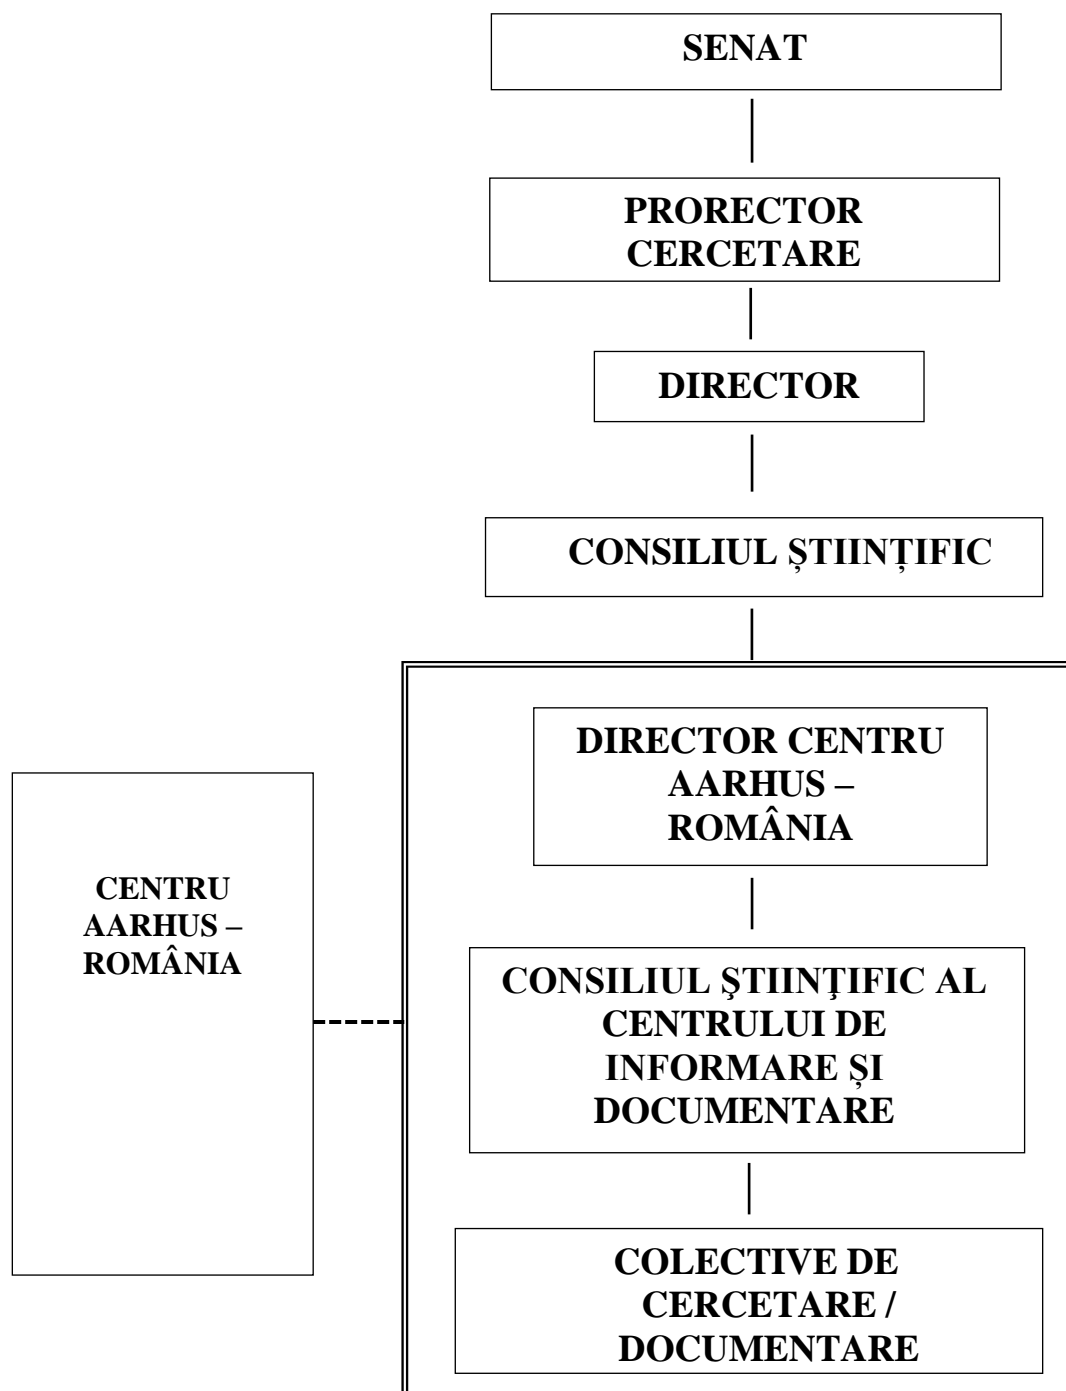 SENAT
PRORECTOR
CERCETARE
DIRECTOR
CONSILIUL ȘTIINȚIFIC
DIRECTOR CENTRU
AARHUS –
ROMÂNIA
CENTRU
AARHUS –
ROMÂNIA
CONSILIUL ŞTIINŢIFIC AL
CENTRULUI DE
INFORMARE ȘI
DOCUMENTARE
COLECTIVE DE
CERCETARE /
DOCUMENTARE